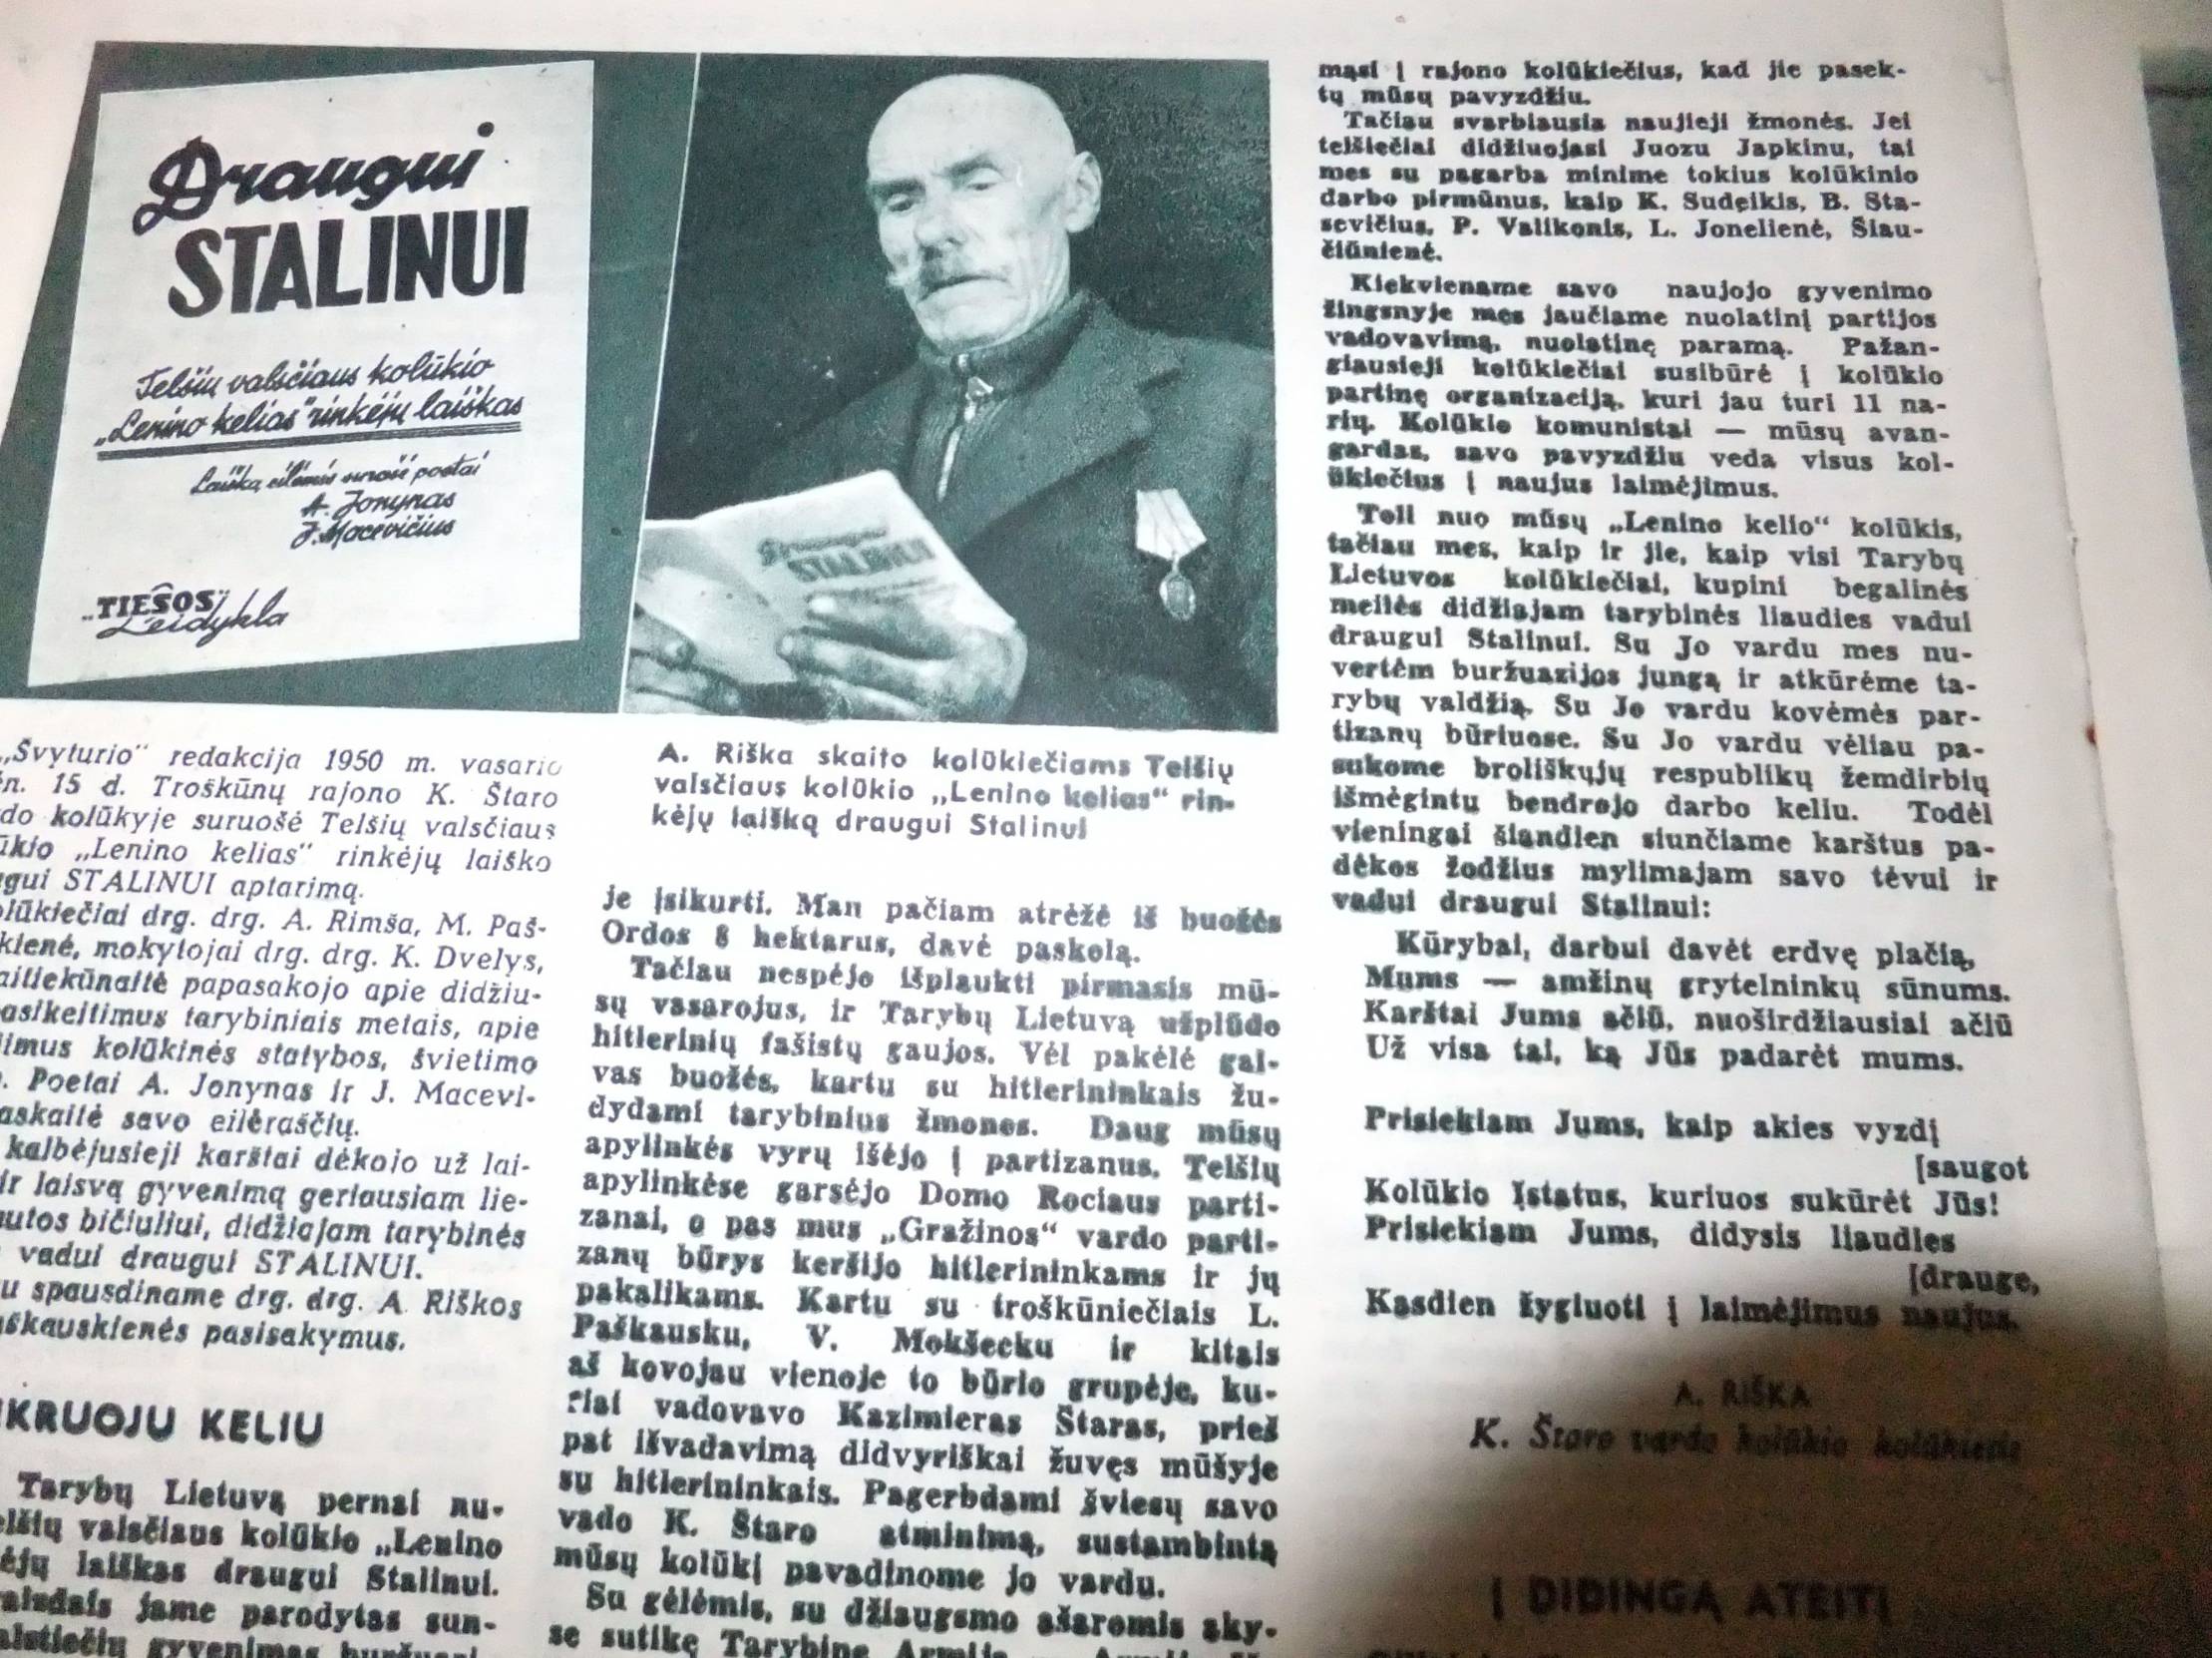 Draugui
STALINUI
Telšių valsčiaus kolūkio
„Lenino kelias" rinkėjų laiškas
Laišką eilėmis surašė poetai
A. Jonynas
J. Macevičius
„TIESOS"
Leidykla
Draugui
STALINUI
„Švyturio" redakcija 1950 m. vasario
15 d. Troškūnų rajono K. Štaro
kolūkyje suruošė Telšių valsčiaus
„Lenino kelias" rinkėjų laiško
STALINUI aptarimą.
drg. drg. A. Rimša, M. Paš-
mokytojai drg. drg. K. Dvelys,
papasakojo apie didžiu-
tarybiniais metais, apie
kolūkinės statybos, švietimo
Poetai A. Jonynas ir J. Macevi-
savo eilėraščių.
kalbėjusieji karštai dėkojo už lai-
ir laisvą gyvenimą geriausiam lie-
bičiuliui, didžiajam tarybinės
vadui draugui STALINUI.
spausdiname drg. drg. A. Riškos
pasisakymus.
KRUOJU KELIU
Tarybų Lietuvą pernai nu-
valsčiaus kolūkio „Lenino
laiškas draugui Stalinui.
jame parodytas sun-
gyvenimas
A. Riška skaito kolūkiečiams Telšių
valsčiaus kolūkio „Lenino kelias" rin-
kėjų laišką draugui Stalinui
je įsikurti. Man pačiam atrėžė iš buožės
Ordos 8 hektarus, davė paskolą.
Tačiau nespėjo išplaukti pirmasis mū-
sų vasarojus, ir Tarybų Lietuvą užplūdo
hitlerinių fašistų gaujos. Vėl pakėlė gal-
vas buožės, kartu su hitlerininkais žu-
dydami tarybinius žmones. Daug mūsų
apylinkės vyrų išėjo į partizanus. Telšių
apylinkėse garsėjo Domo Rociaus parti-
zanai, o pas mus „Gražinos" vardo parti-
zanų būrys keršijo hitlerininkams ir jų
pakalikams. Kartu su troškūniečiais L.
Paškausku, V. Mokšecku ir kitais
aš kovojau vienoje to būrio grupėje, ku-
riai vadovavo Kazimieras Štaras, prieš
pat išvadavimą didvyriškai žuvęs mūšyje
su hitlerininkais. Pagerbdami šviesų savo
vado K. Štaro atminimą, sustambintą
mūsų kolūkį pavadinome jo vardu.
Su gėlėmis, su džiaugsmo ašaromis aky-
se sutikę Tarybinę Armiją
mąsi į rajono kolūkiečius, kad jie pasek-
tų mūsų pavyzdžiu.
Tačiau svarbiausia naujieji žmonės. Jei
telšiečiai didžiuojasi Juozu Japkinu, tai
mes su pagarba minime tokius kolūkinio
darbo pirmūnus, kaip K. Sudeikis, B. Sta-
sevičius, P. Valikonis, L. Jonelienė, Šiau-
čiūnienė.
Kiekviename savo naujojo gyvenimo
žingsnyje mes jaučiame nuolatinį partijos
vadovavimą, nuolatinę paramą. Pažan-
giausieji kolūkiečiai susibūrė į kolūkio
partinę organizaciją, kuri jau turi 11 na-
rių. Kolūkio komunistai — mūsų avan-
gardas, savo pavyzdžiu veda visus kol-
ūkiečius į naujus laimėjimus.
Toli nuo mūsų „Lenino kelio" kolūkis,
tačiau mes, kaip ir jie, kaip visi Tarybų
Lietuvos kolūkiečiai, kupini begalinės
meilės didžiajam tarybinės liaudies vadui
draugui Stalinui. Su Jo vardu mes nu-
vertėm buržuazijos jungą ir atkūrėme ta-
rybų valdžią. Su Jo vardu kovėmės par-
tizanų būriuose. Su Jo vardu vėliau pa-
sukome broliškųjų respublikų žemdirbių
išmėgintu bendrojo darbo keliu. Todėl
vieningai šiandien siunčiame karštus pa-
dėkos žodžius mylimajam savo tėvui ir
vadui draugui Stalinui:
Kūrybai, darbui davėt erdvę plačią,
Mums — amžinų grytelninkų sūnums.
Karštai Jums ačiū, nuoširdžiausiai ačiū
Už visa tai, ką Jūs padarėt mums.
Prisiekiam Jums, kaip akies vyzdį
[saugot
Kolūkio Įstatus, kuriuos sukūrėt Jūs!
Prisiekiam Jums, didysis liaudies
[drauge,
Kasdien žygiuoti į laimėjimus naujus.
A. RIŠKA
K. Štaro vardo kolūkio kolūkietis
Į DIDINGĄ ATEITĮ